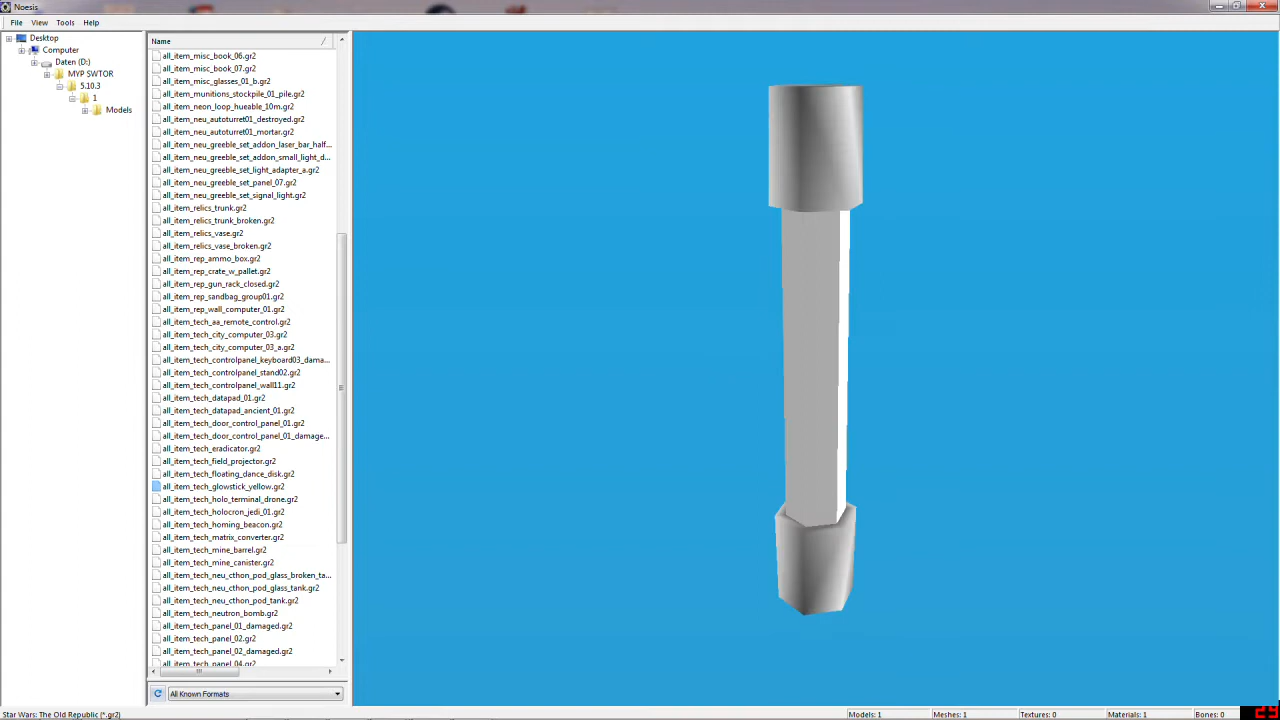 Noesis
File View Tools Help
Desktop
Computer
Daten (D:)
MYP SWTOR
5.10.3
1
Models
Name
all_item_misc_book_06.gr2
all_item_misc_book_07.gr2
all_item_misc_glasses_01_b.gr2
all_item_munitions_stockpile_01_pile.gr2
all_item_neon_loop_hueable_10m.gr2
all_item_neu_autoturret01_destroyed.gr2
all_item_neu_autoturret01_mortar.gr2
all_item_neu_greeble_set_addon_laser_bar_half...
all_item_neu_greeble_set_addon_small_light_d...
all_item_neu_greeble_set_light_adapter_a.gr2
all_item_neu_greeble_set_panel_07.gr2
all_item_neu_greeble_set_signal_light.gr2
all_item_relics_trunk.gr2
all_item_relics_trunk_broken.gr2
all_item_relics_vase.gr2
all_item_relics_vase_broken.gr2
all_item_rep_ammo_box.gr2
all_item_rep_crate_w_pallet.gr2
all_item_rep_gun_rack_closed.gr2
all_item_rep_sandbag_group01.gr2
all_item_rep_wall_computer_01.gr2
all_item_tech_aa_remote_control.gr2
all_item_tech_city_computer_03.gr2
all_item_tech_city_computer_03_a.gr2
all_item_tech_controlpanel_keyboard03_dama...
all_item_tech_controlpanel_stand02.gr2
all_item_tech_controlpanel_wall11.gr2
all_item_tech_datapad_01.gr2
all_item_tech_datapad_ancient_01.gr2
all_item_tech_door_control_panel_01.gr2
all_item_tech_door_control_panel_01_damage...
all_item_tech_eradicator.gr2
all_item_tech_field_projector.gr2
all_item_tech_floating_dance_disk.gr2
all_item_tech_glowstick_yellow.gr2
all_item_tech_holo_terminal_drone.gr2
all_item_tech_holocron_jedi_01.gr2
all_item_tech_homing_beacon.gr2
all_item_tech_matrix_converter.gr2
all_item_tech_mine_barrel.gr2
all_item_tech_mine_canister.gr2
all_item_tech_neu_cthon_pod_glass_broken_ta...
all_item_tech_neu_cthon_pod_glass_tank.gr2
all_item_tech_neu_cthon_pod_tank.gr2
all_item_tech_neutron_bomb.gr2
all_item_tech_panel_01_damaged.gr2
all_item_tech_panel_02.gr2
all_item_tech_panel_02_damaged.gr2
all_item_tech_panel_04.gr2
All Known Formats
Star Wars: The Old Republic (*.gr2) Models: 1 Meshes: 1 Textures: 0 Materials: 1 Bones: 0 29